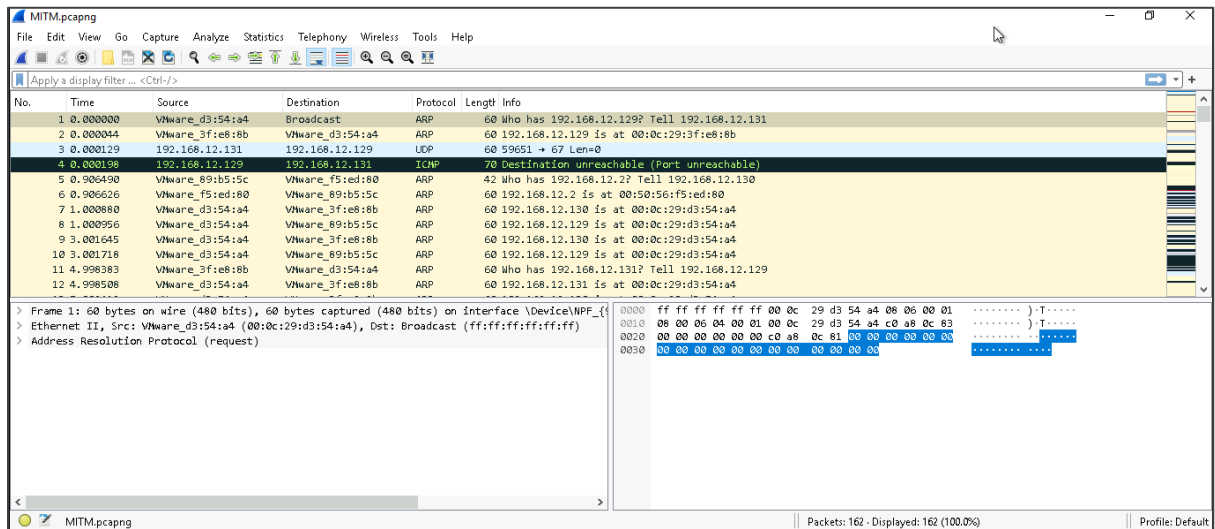 MITM.pcapng
File Edit View Go Capture Analyze Statistics Telephony Wireless Tools Help
Apply a display filter ... <Ctrl-/>
No. Time Source Destination Protocol Length Info
1 0.000000 VMware_d3:54:a4 Broadcast ARP 60 Who has 192.168.12.129? Tell 192.168.12.131
2 0.000044 VMware_3f:e8:8b VMware_d3:54:a4 ARP 60 192.168.12.129 is at 00:0c:29:3f:e8:8b
3 0.000129 192.168.12.131 192.168.12.129 UDP 60 59651 → 67 Len=0
4 0.000198 192.168.12.129 192.168.12.131 ICMP 70 Destination unreachable (Port unreachable)
5 0.906490 VMware_89:b5:5c VMware_f5:ed:80 ARP 42 Who has 192.168.12.2? Tell 192.168.12.130
6 0.906626 VMware_f5:ed:80 VMware_89:b5:5c ARP 60 192.168.12.2 is at 00:50:56:f5:ed:80
7 1.000880 VMware_d3:54:a4 VMware_3f:e8:8b ARP 60 192.168.12.130 is at 00:0c:29:d3:54:a4
8 1.000956 VMware_d3:54:a4 VMware_89:b5:5c ARP 60 192.168.12.129 is at 00:0c:29:d3:54:a4
9 3.001645 VMware_d3:54:a4 VMware_3f:e8:8b ARP 60 192.168.12.130 is at 00:0c:29:d3:54:a4
10 3.001718 VMware_d3:54:a4 VMware_89:b5:5c ARP 60 192.168.12.129 is at 00:0c:29:d3:54:a4
11 4.998383 VMware_3f:e8:8b VMware_d3:54:a4 ARP 60 Who has 192.168.12.131? Tell 192.168.12.129
12 4.998508 VMware_d3:54:a4 VMware_3f:e8:8b ARP 60 192.168.12.131 is at 00:0c:29:d3:54:a4
> Frame 1: 60 bytes on wire (480 bits), 60 bytes captured (480 bits) on interface \Device\NPF_{
> Ethernet II, Src: VMware_d3:54:a4 (00:0c:29:d3:54:a4), Dst: Broadcast (ff:ff:ff:ff:ff:ff)
> Address Resolution Protocol (request)
0000 ff ff ff ff ff ff 00 0c 29 d3 54 a4 08 06 00 01 ········ )·T·····
0010 08 00 06 04 00 01 00 0c 29 d3 54 a4 c0 a8 0c 83 ········ )·T·····
0020 00 00 00 00 00 00 c0 a8 0c 81 00 00 00 00 00 00 ········ ········
0030 00 00 00 00 00 00 00 00 00 00 00 00 ········ ····
MITM.pcapng
Packets: 162 · Displayed: 162 (100.0%)
Profile: Default